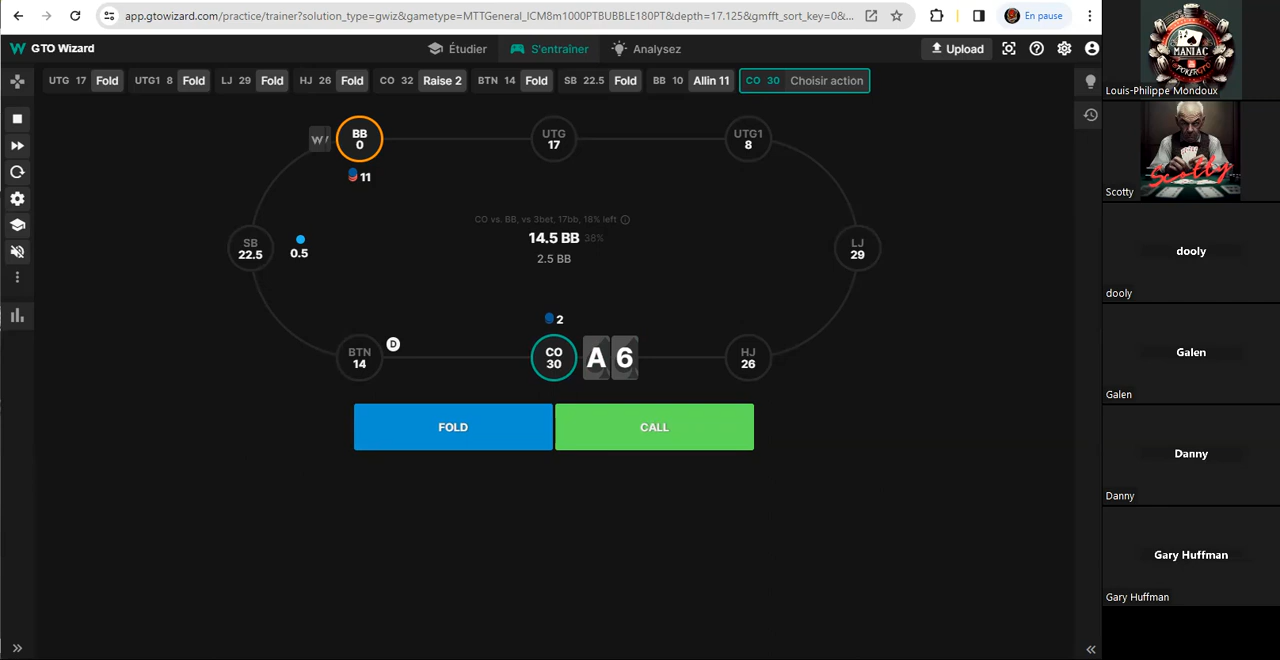 app.gtowizard.com/practice/trainer?solution_type=gwiz&gametype=MTTGeneral_ICM8m1000PTBUBBLE180PT&depth=17.125&gmfft_sort_key=0&...
En pause
GTO Wizard
Étudier
S'entraîner
Analysez
Upload
UTG 17 Fold
UTG1 8 Fold
LJ 29 Fold
HJ 26 Fold
CO 32 Raise 2
BTN 14 Fold
SB 22.5 Fold
BB 10 Allin 11
CO 30 Choisir action
BB
0
11
UTG
17
UTG1
8
SB
22.5
0.5
CO vs. BB, vs 3bet, 17bb, 18% left
14.5 BB 38%
2.5 BB
LJ
29
2
BTN
14
D
CO
30
A 6
HJ
26
FOLD
CALL
MANIAC
POKERGTO
Louis-Philippe Mondoux
Scotty
Scotty
dooly
dooly
Galen
Galen
Danny
Danny
Gary Huffman
Gary Huffman